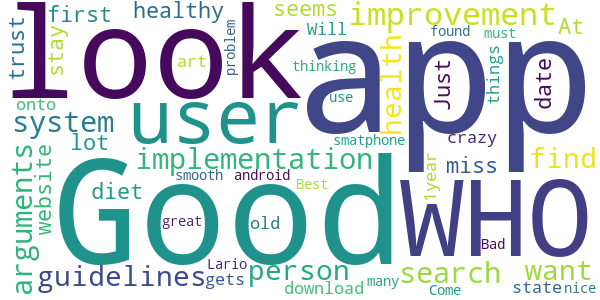 look
app
Good
WHO
user
improvement
implementation
guidelines
system
search
person
want
find
health
arguments
website
diet
lot
miss
date
Just
things
At
Will
seems
healthy
first
trust
stay
art
problem
thinking
found
must
use
smatphone
crazy
1year
onto
smooth
android
Best
great
old
Bad
Lario
gets
download
many
Come
state
nice